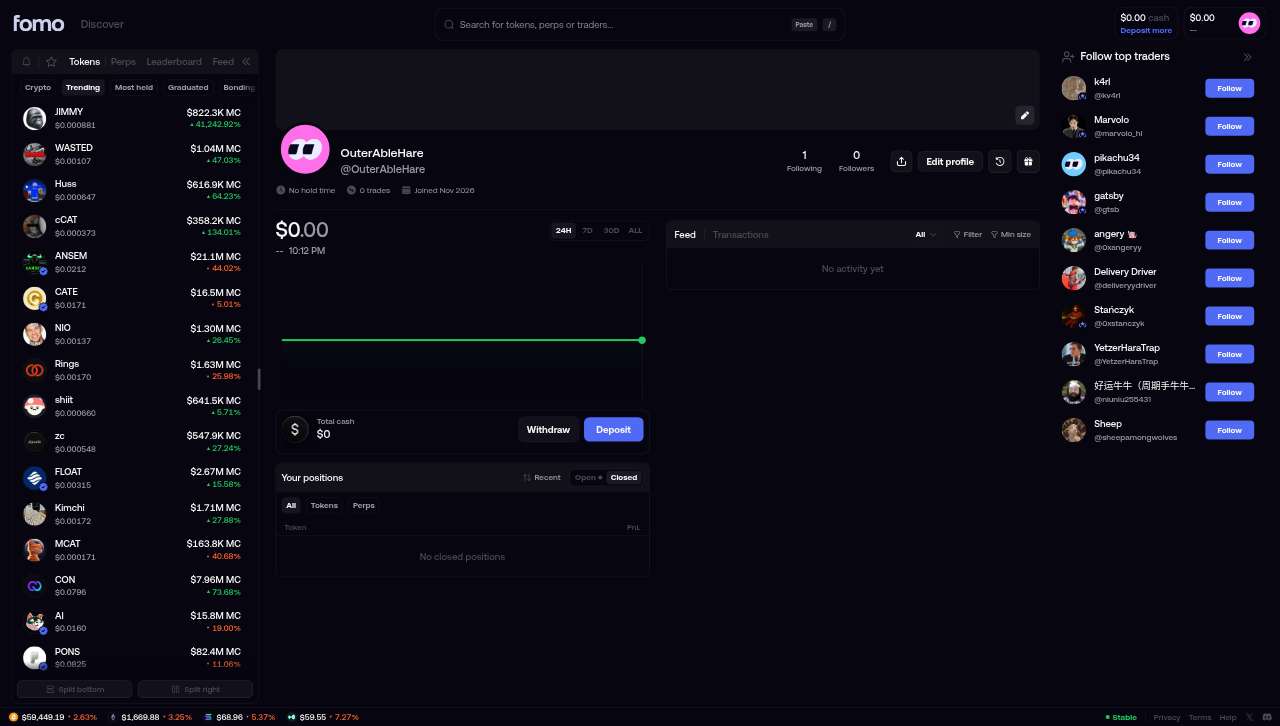 fomo
Discover
Search for tokens, perps or traders...
Paste
/
$0.00 cash
Deposit more
$0.00
—
Tokens
Perps
Leaderboard
Feed
Crypto
Trending
Most held
Graduated
Bonding
JIMMY
$0.000881
$822.3K MC
41,242.92%
WASTED
$0.00107
$1.04M MC
47.03%
Huss
$0.000647
$616.9K MC
64.23%
cCAT
$0.000373
$358.2K MC
134.01%
ANSEM
$0.0212
$21.1M MC
44.02%
CATE
$0.0171
$16.5M MC
5.01%
NIO
$0.00137
$1.30M MC
26.45%
Rings
$0.00170
$1.63M MC
25.98%
shiit
$0.000660
$641.5K MC
5.71%
zc
$0.000548
$547.9K MC
27.24%
FLOAT
$0.00315
$2.67M MC
15.58%
Kimchi
$0.00172
$1.71M MC
27.88%
MCAT
$0.000171
$163.8K MC
40.68%
CON
$0.0796
$7.96M MC
73.68%
AI
$0.0160
$15.8M MC
19.00%
PONS
$0.0825
$82.4M MC
11.06%
Split bottom
Split right
OuterAbleHare
@OuterAbleHare
No hold time
0 trades
Joined Nov 2026
1
Following
0
Followers
Edit profile
$0.00
-- 10:12 PM
24H
7D
30D
ALL
$
Total cash
$0
Withdraw
Deposit
Your positions
Recent
Open
Closed
All
Tokens
Perps
Token
PnL
No closed positions
Feed
Transactions
All
Filter
Min size
No activity yet
Follow top traders
k4rl
@kv4rl
Follow
Marvolo
@marvolo_hl
Follow
pikachu34
@pikachu34
Follow
gatsby
@gtsb
Follow
angery
@0xangeryy
Follow
Delivery Driver
@deliveryydriver
Follow
Stańczyk
@0xstanczyk
Follow
YetzerHaraTrap
@YetzerHaraTrap
Follow
好运牛牛（周期手牛牛...
@niuniu255431
Follow
Sheep
@sheepamongwolves
Follow
$59,449.19 2.63%
$1,669.88 3.25%
$68.96 5.37%
$59.55 7.27%
Stable
Privacy
Terms
Help